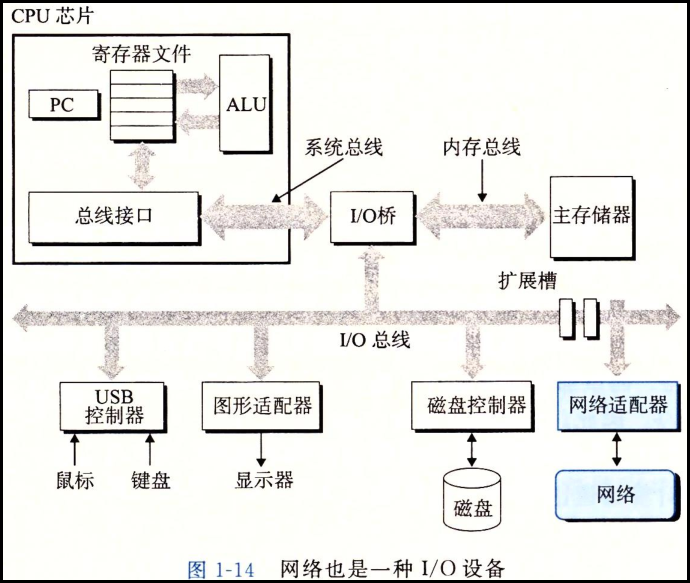 CPU 芯片
寄存器文件
PC
ALU
系统总线
内存总线
总线接口
I/O桥
主存储器
扩展槽
I/O 总线
USB
控制器
图形适配器
磁盘控制器
网络适配器
鼠标
键盘
显示器
磁盘
网络
图 1-14 网络也是一种 I/O 设备